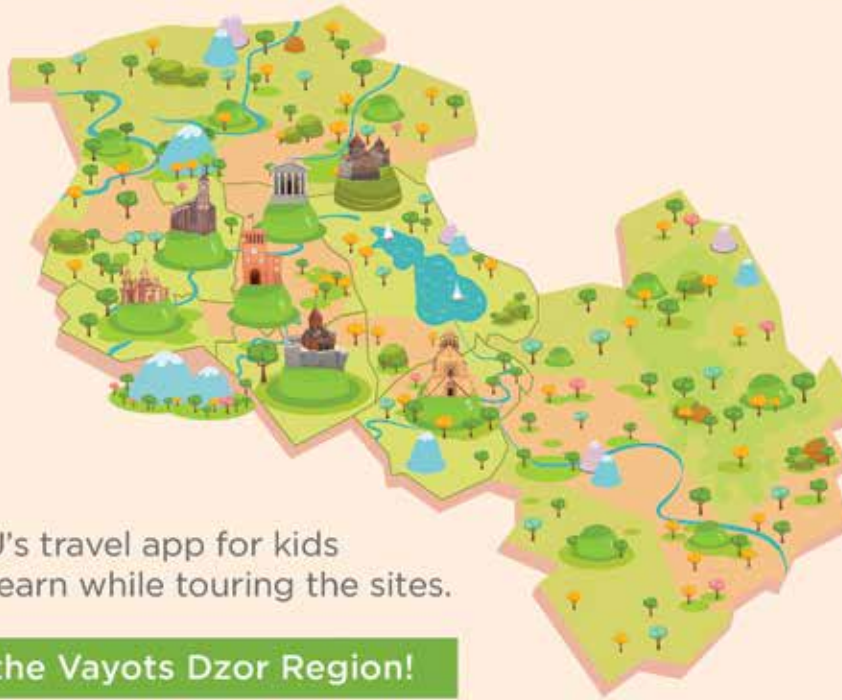 's travel app for kids
earn while touring the sites.
the Vayots Dzor Region!